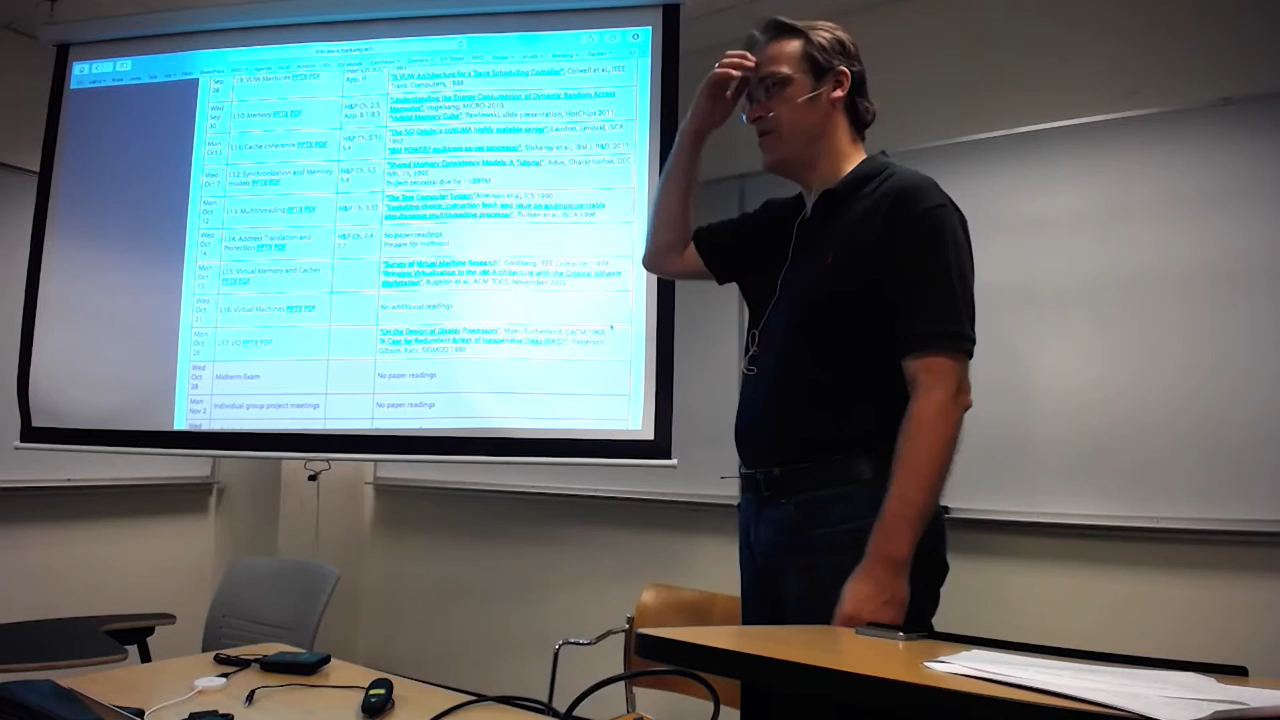 Sep 28
L9: VLIW Machines PPTX PDF
App. H
"A VLIW Architecture for a Trace Scheduling Compiler", Colwell et al., IEEE
Trans. Computers, 1988
Wed Sep 30
L10: Memory PPTX PDF
H&P Ch. 2.3,
App. B.1-B.3
"Understanding the Energy Consumption of Dynamic Random Access
Memories", Vogelsang, MICRO-2010
"Hybrid Memory Cube", Pawlowski, slide presentation, HotChips 2011
Mon Oct 5
L11: Cache coherence PPTX PDF
5.4
"The SGI Origin: a ccNUMA highly scalable server", Laudon, Lenoski, ISCA
1997
"IBM POWER7 multicore server processor", Sinharoy et al., IBM J. R&D, 2011
Wed Oct 7
L12: Synchronization and Memory
models PPTX PDF
"Shared Memory Consistency Models: A Tutorial", Adve, Gharachorloo, DEC
1995
Project proposal due by 11:59PM.
Mon Oct 12
L13: Multithreading PPTX PDF
H&P Ch. 3.12
"The Tera Computer System", Alverson et al, ICS 1990
"Exploiting choice: instruction fetch and issue on an implementable
simultaneous multithreading processor", Tullsen et al., ISCA 1996
Wed Oct 14
L14: Address Translation and
Protection PPTX PDF
No paper readings
Prepare for midterm!
Mon Oct
L15: Virtual Memory and Caches
PPTX PDF
"Survey of Virtual Machine Research", Goldberg, IEEE Computer, 1974
"Bringing Virtualization to the x86 Architecture with the Original VMware
Workstation", Bugnion et al., ACM TOCS, November 2012
Wed Oct 21
L16: Virtual Machines PPTX PDF
No additional readings
Mon Oct 26
L17: I/O PPTX PDF
"On the Design of Display Processors", Myer, Sutherland, CACM 1968
"A Case for Redundant Arrays of Inexpensive Disks (RAID)", Patterson,
Gibson, Katz, SIGMOD 1988
Wed Oct 28
Midterm Exam
No paper readings
Mon Nov 2
Individual group project meetings
No paper readings